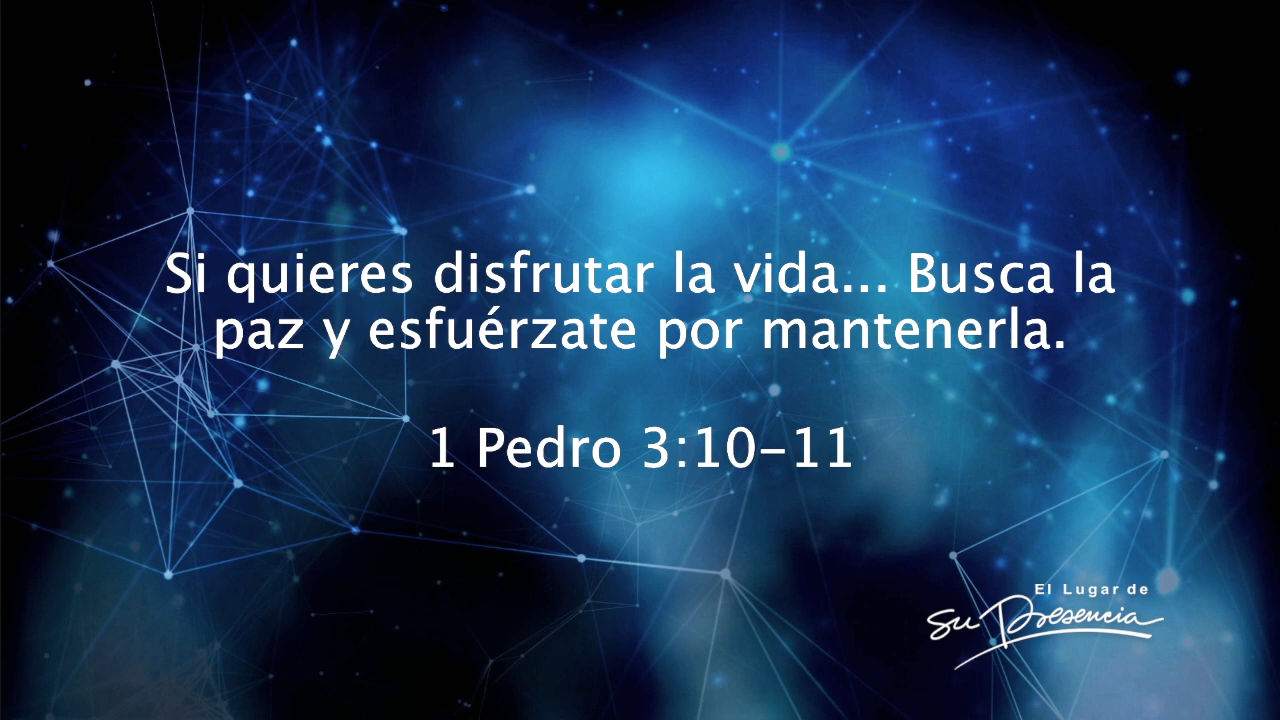 Si quieres disfrutar la vida... Busca la
paz y esfuérzate por mantenerla.
1 Pedro 3:10-11
El Lugar de
Su Presencia